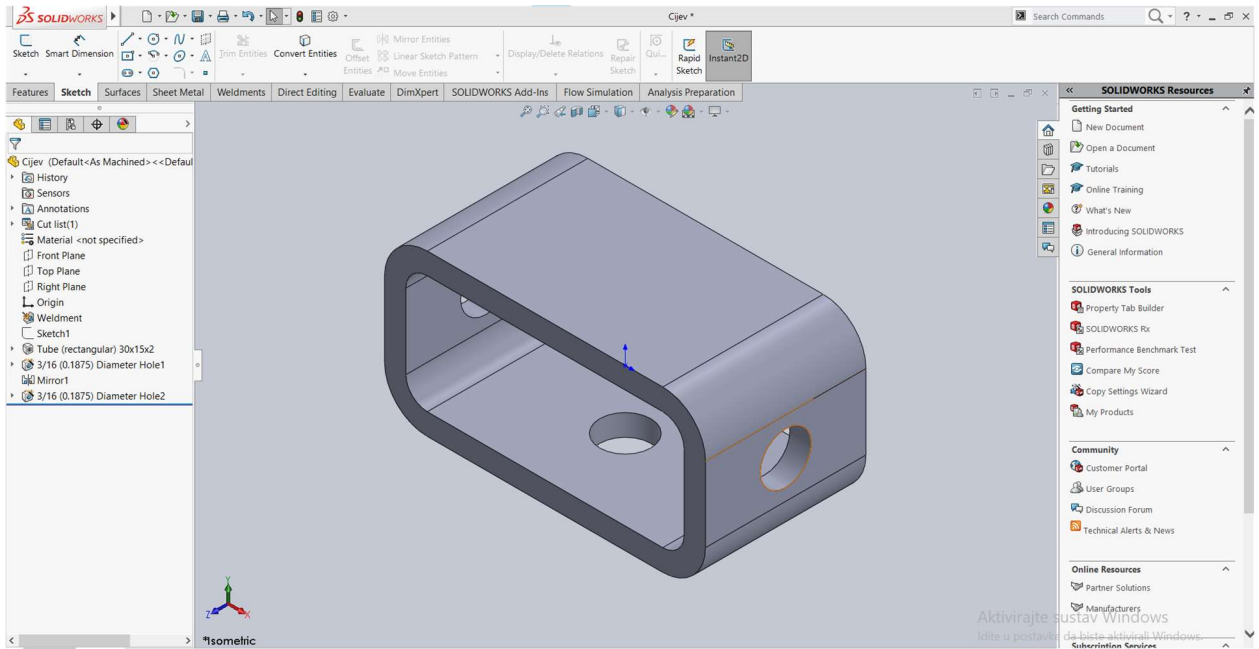 SOLIDWORKS
Cijev *
Search Commands
Sketch
Smart Dimension
Trim Entities
Convert Entities
Offset Entities
Mirror Entities
Linear Sketch Pattern
Move Entities
Display/Delete Relations
Repair Sketch
Qui...
Rapid Sketch
Instant2D
Features
Sketch
Surfaces
Sheet Metal
Weldments
Direct Editing
Evaluate
DimXpert
SOLIDWORKS Add-Ins
Flow Simulation
Analysis Preparation
Cijev (Default<As Machined><<Defaul
History
Sensors
Annotations
Cut list(1)
Material <not specified>
Front Plane
Top Plane
Right Plane
Origin
Weldment
Sketch1
Tube (rectangular) 30x15x2
3/16 (0.1875) Diameter Hole1
Mirror1
3/16 (0.1875) Diameter Hole2
Y
Z
X
*Isometric
SOLIDWORKS Resources
Getting Started
New Document
Open a Document
Tutorials
Online Training
What's New
Introducing SOLIDWORKS
General Information
SOLIDWORKS Tools
Property Tab Builder
SOLIDWORKS Rx
Performance Benchmark Test
Compare My Score
Copy Settings Wizard
My Products
Community
Customer Portal
User Groups
Discussion Forum
Technical Alerts & News
Online Resources
Partner Solutions
Manufacturers
Subscription Services
Aktivirajte sustav Windows
Idite u postavke da biste aktivirali Windows.